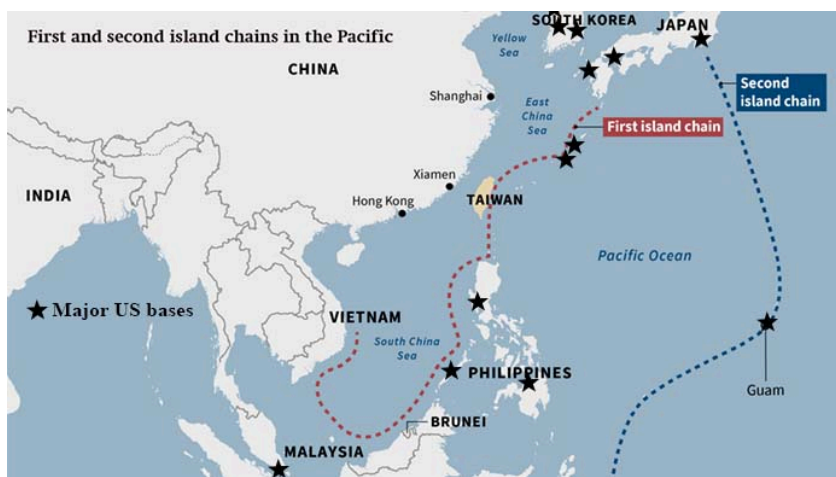 First and second island chains in the Pacific
SOUTH KOREA
JAPAN
Yellow
Sea
CHINA
Shanghai
Second
island chain
East
China
Sea
First island chain
Xiamen
INDIA
Hong Kong
TAIWAN
Pacific Ocean
Major US bases
VIETNAM
South China
Sea
PHILIPPINES
Guam
BRUNEI
MALAYSIA